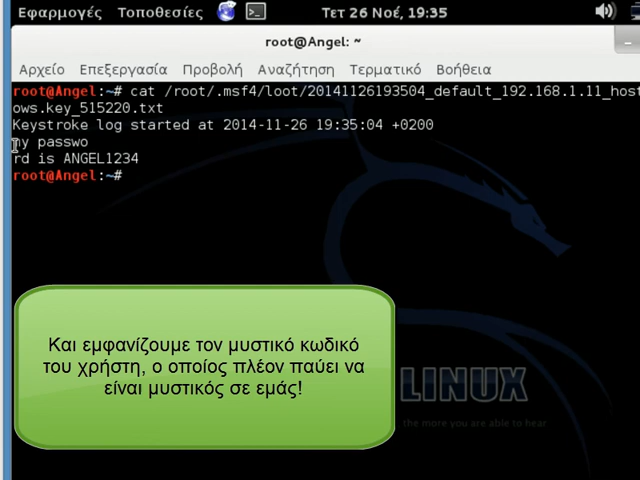 Εφαρμογές Τοποθεσίες Τετ 26 Νοέ, 19:35
root@Angel: ~
Αρχείο Επεξεργασία Προβολή Αναζήτηση Τερματικό Βοήθεια
root@Angel:~# cat /root/.msf4/loot/20141126193504_default_192.168.1.11_host
ows.key_515220.txt
Keystroke log started at 2014-11-26 19:35:04 +0200
my passwo
rd is ANGEL1234
root@Angel:~#
Και εμφανίζουμε τον μυστικό κωδικό
του χρήστη, ο οποίος πλέον παύει να
είναι μυστικός σε εμάς!
LINUX
the more you are able to hear